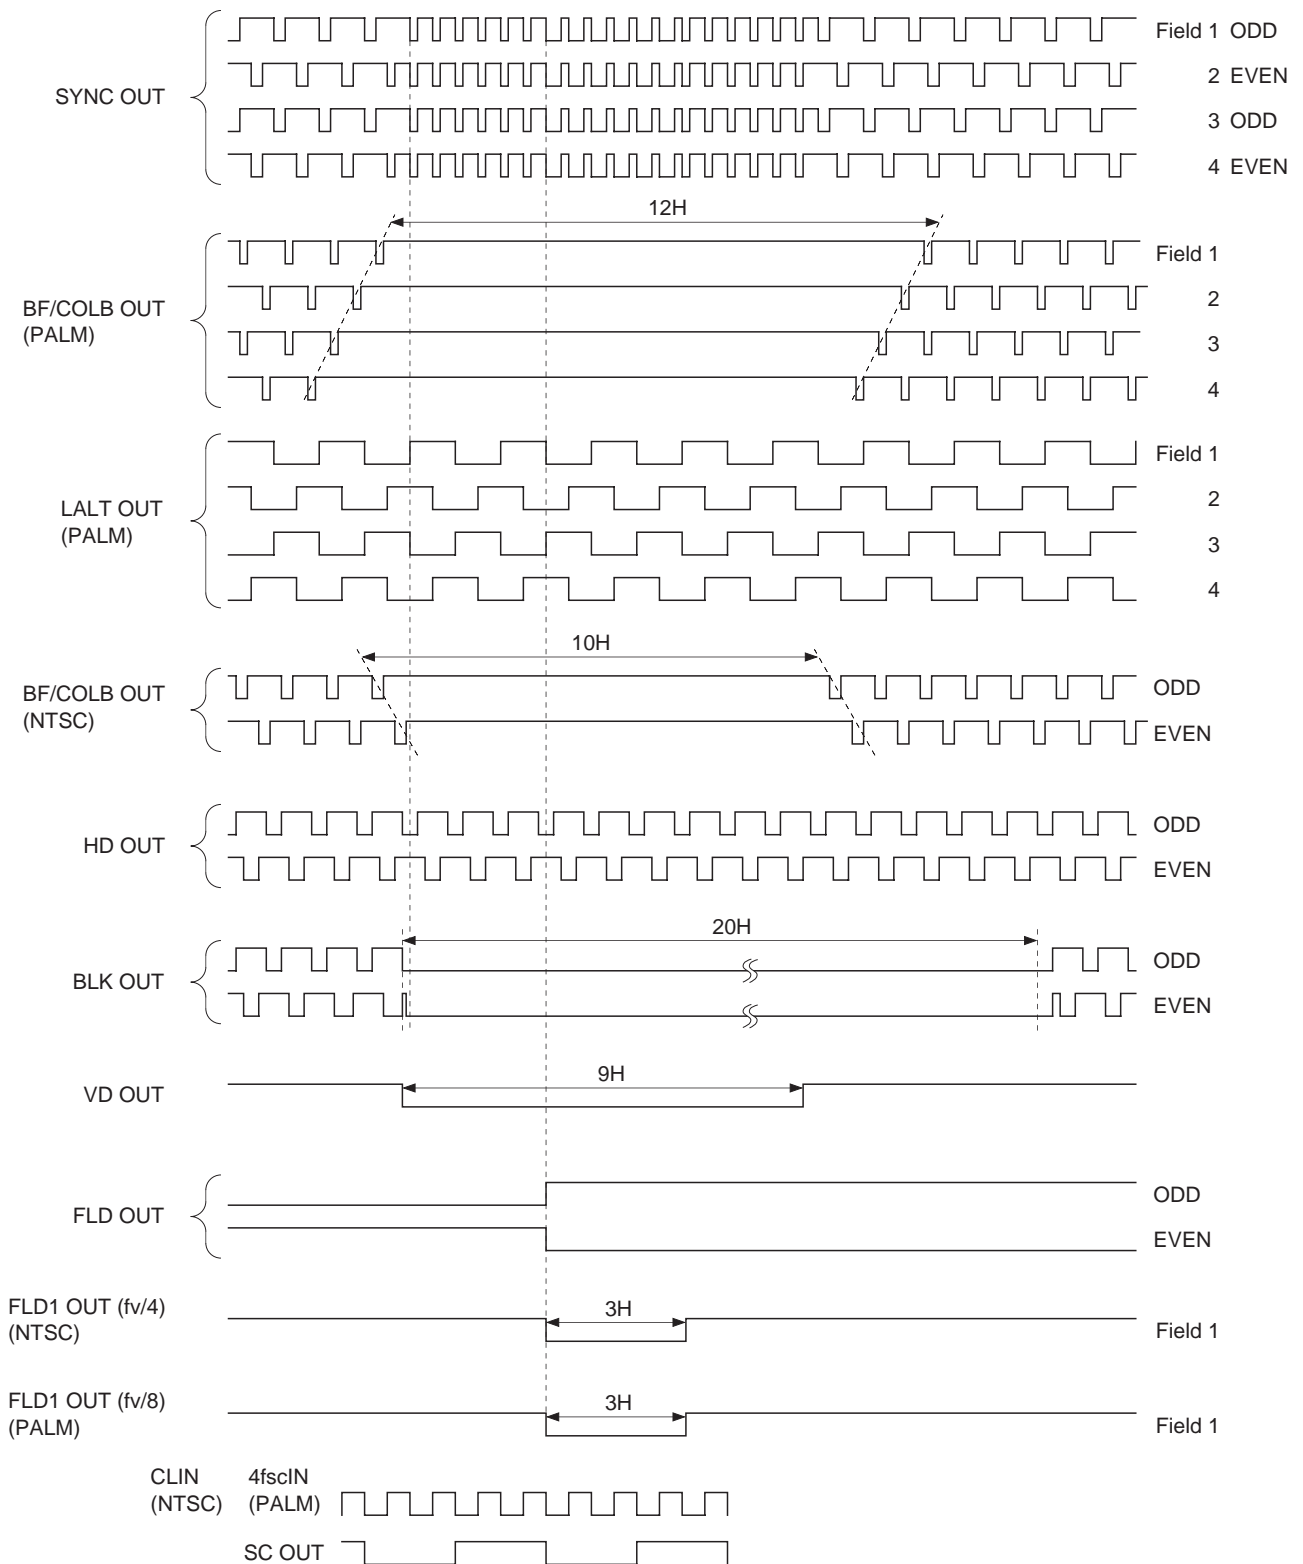 SYNC OUT
Field 1 ODD
2 EVEN
3 ODD
4 EVEN
12H
BF/COLB OUT
(PALM)
Field 1
2
3
4
LALT OUT
(PALM)
Field 1
2
3
4
10H
BF/COLB OUT
(NTSC)
ODD
EVEN
HD OUT
ODD
EVEN
20H
BLK OUT
ODD
EVEN
9H
VD OUT
FLD OUT
ODD
EVEN
FLD1 OUT (fv/4)
(NTSC)
3H
Field 1
FLD1 OUT (fv/8)
(PALM)
3H
Field 1
CLIN 4fscIN
(NTSC) (PALM)
SC OUT